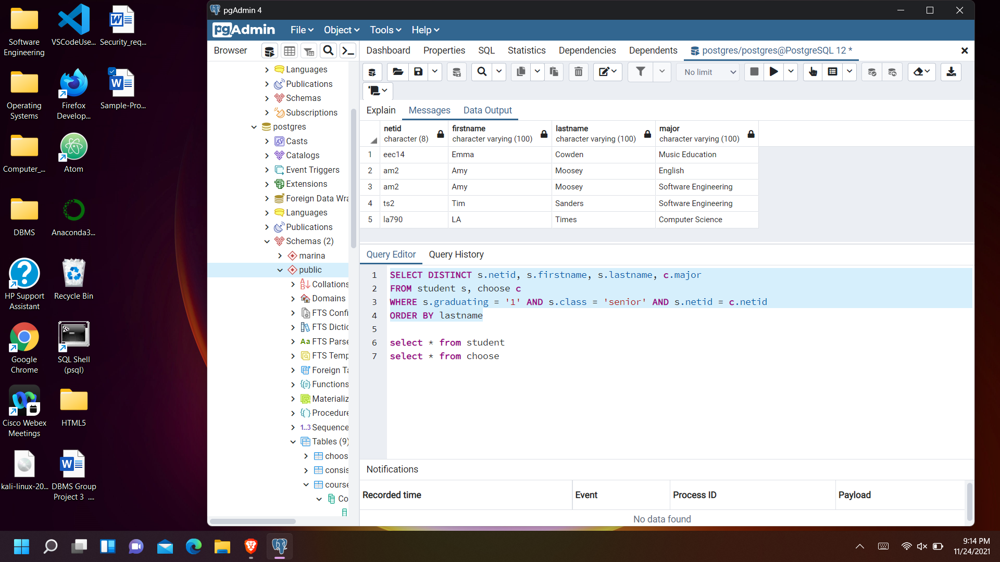 Software
Engineering
VSCodeUse...
Security_req...
Operating
Systems
Firefox
Develop...
Sample-Pro...
Computer_...
Atom
DBMS
Anaconda3...
HP Support
Assistant
Recycle Bin
Google
Chrome
SQL Shell
(psql)
Cisco Webex
Meetings
HTML5
kali-linux-20...
DBMS Group
Project 3 ....
pgAdmin 4
pgAdmin
File
Object
Tools
Help
Browser
Dashboard
Properties
SQL
Statistics
Dependencies
Dependents
postgres/postgres@PostgreSQL 12 *
No limit
Languages
Publications
Schemas
Subscriptions
postgres
Casts
Catalogs
Event Triggers
Extensions
Foreign Data Wra
Languages
Publications
Schemas (2)
marina
public
Collations
Domains
FTS Confi
FTS Dictio
Aa FTS Parse
FTS Temp
Foreign Ta
Functions
Materializ
Procedure
1..3 Sequence
Tables (9)
choos
consis
course
Co
Explain
Messages
Data Output
netid
character (8)
firstname
character varying (100)
lastname
character varying (100)
major
character varying (100)
1 eec14 Emma Cowden Music Education
2 am2 Amy Moosey English
3 am2 Amy Moosey Software Engineering
4 ts2 Tim Sanders Software Engineering
5 la790 LA Times Computer Science
Query Editor
Query History
1 SELECT DISTINCT s.netid, s.firstname, s.lastname, c.major
2 FROM student s, choose c
3 WHERE s.graduating = '1' AND s.class = 'senior' AND s.netid = c.netid
4 ORDER BY lastname
5
6 select * from student
7 select * from choose
Notifications
Recorded time
Event
Process ID
Payload
No data found
9:14 PM
11/24/2021